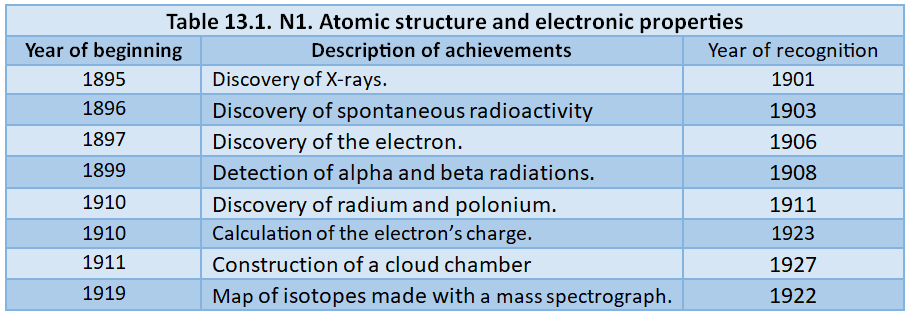 Table 13.1. N1. Atomic structure and electronic properties
Year of beginning Description of achievements Year of recognition
1895 Discovery of X-rays. 1901
1896 Discovery of spontaneous radioactivity 1903
1897 Discovery of the electron. 1906
1899 Detection of alpha and beta radiations. 1908
1910 Discovery of radium and polonium. 1911
1910 Calculation of the electron’s charge. 1923
1911 Construction of a cloud chamber 1927
1919 Map of isotopes made with a mass spectrograph. 1922